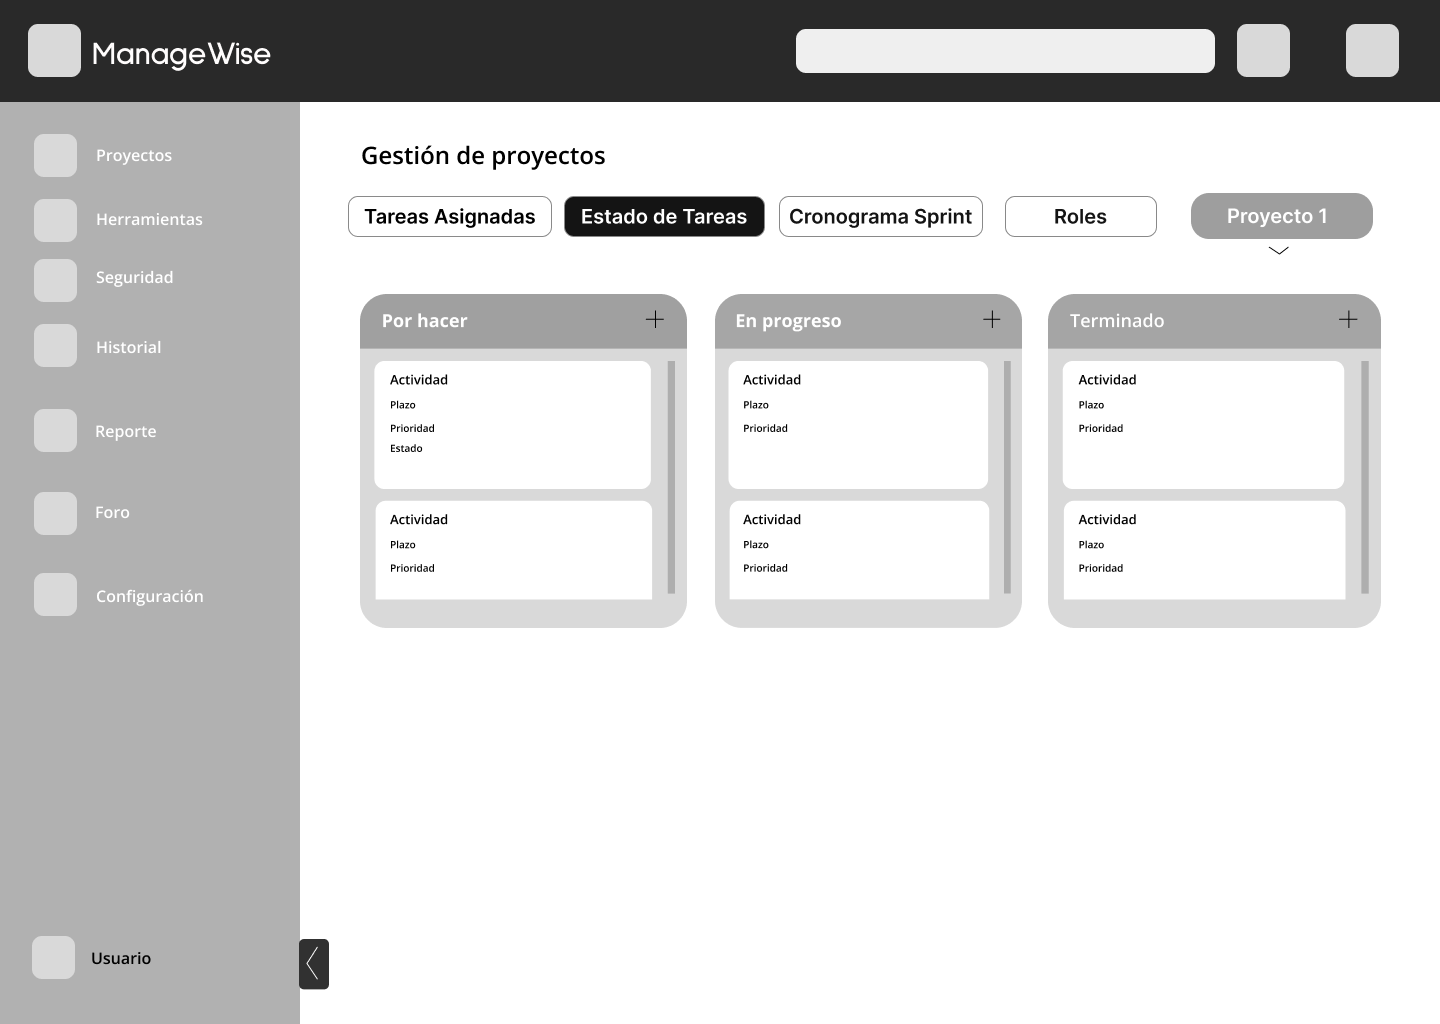 ManageWise
Proyectos
Herramientas
Seguridad
Historial
Reporte
Foro
Configuración
Usuario
Gestión de proyectos
Tareas Asignadas
Estado de Tareas
Cronograma Sprint
Roles
Proyecto 1
Por hacer
Actividad
Plazo
Prioridad
Estado
Actividad
Plazo
Prioridad
En progreso
Actividad
Plazo
Prioridad
Actividad
Plazo
Prioridad
Terminado
Actividad
Plazo
Prioridad
Actividad
Plazo
Prioridad